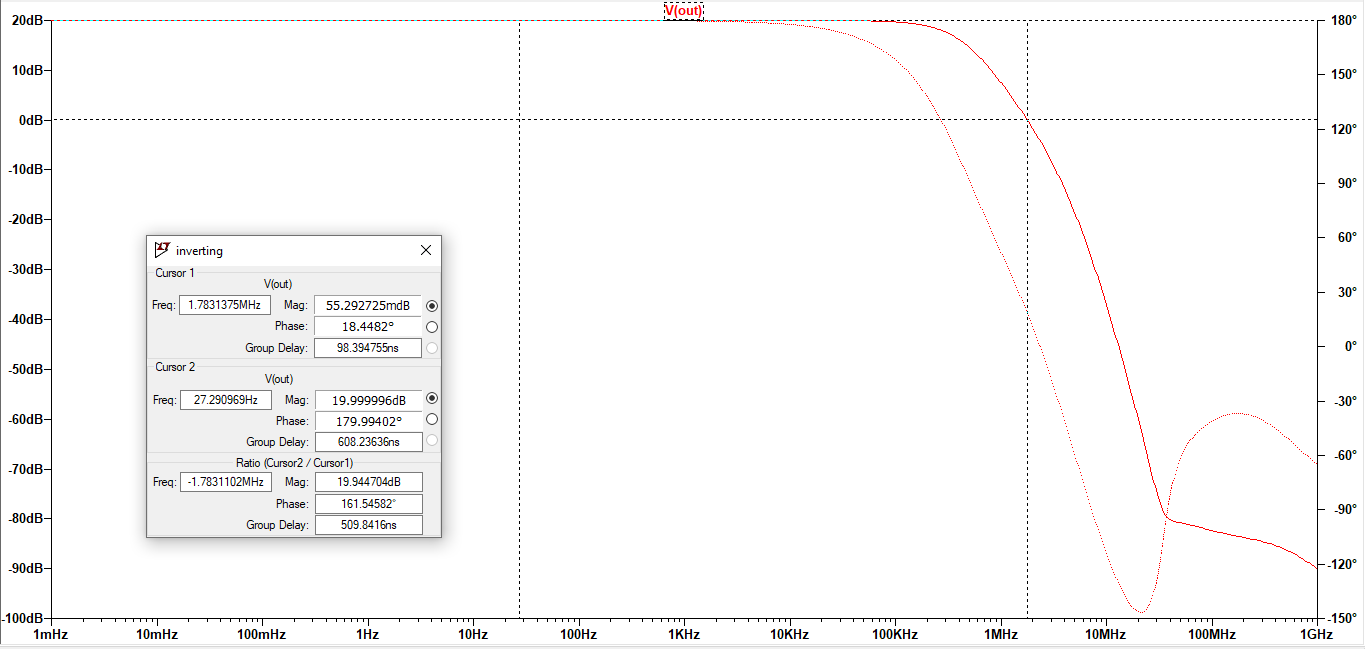 V(out)
20dB
10dB
0dB
-10dB
-20dB
-30dB
-40dB
-50dB
-60dB
-70dB
-80dB
-90dB
-100dB
180°
150°
120°
90°
60°
30°
0°
-30°
-60°
-90°
-120°
-150°
1mHz 10mHz 100mHz 1Hz 10Hz 100Hz 1KHz 10KHz 100KHz 1MHz 10MHz 100MHz 1GHz
inverting
Cursor 1
V(out)
Freq: 1.7831375MHz Mag: 55.292725mdB
Phase: 18.4482°
Group Delay: 98.394755ns
Cursor 2
V(out)
Freq: 27.290969Hz Mag: 19.999996dB
Phase: 179.99402°
Group Delay: 608.23636ns
Ratio (Cursor2 / Cursor1)
Freq: -1.7831102MHz Mag: 19.944704dB
Phase: 161.54582°
Group Delay: 509.8416ns